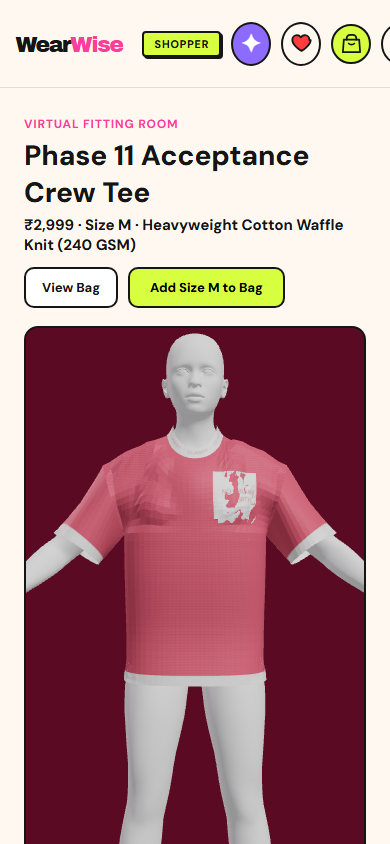 WearWise
SHOPPER
VIRTUAL FITTING ROOM
Phase 11 Acceptance
Crew Tee
₹2,999 · Size M · Heavyweight Cotton Waffle
Knit (240 GSM)
View Bag
Add Size M to Bag